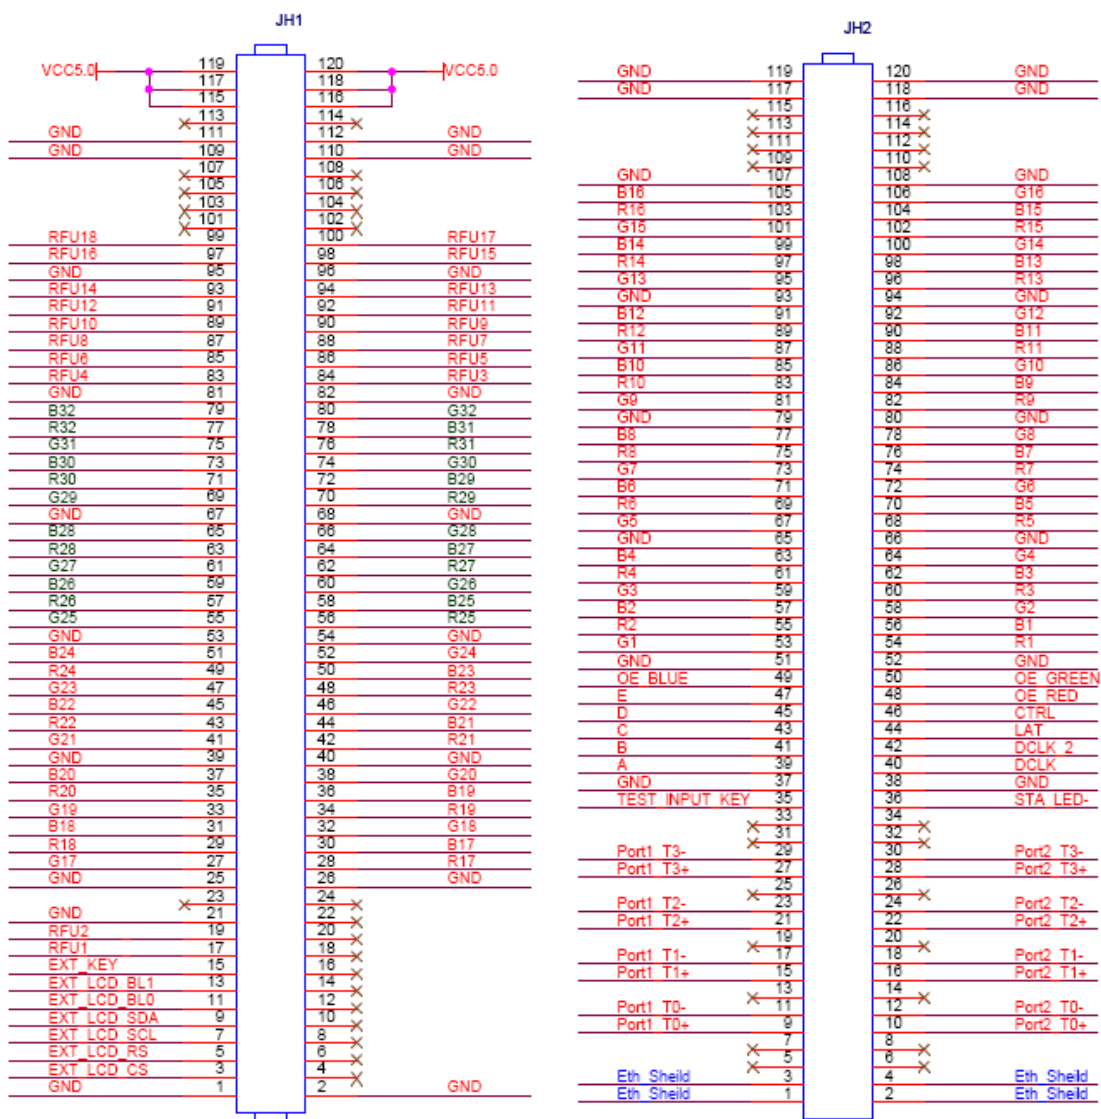 JH1
VCC5.0 119 120 VCC5.0
117 118
115 116
113 114
GND 111 112 GND
GND 109 110 GND
107 108
105 106
103 104
101 102
RFU18 99 100 RFU17
RFU16 97 98 RFU15
GND 95 96 GND
RFU14 93 94 RFU13
RFU12 91 92 RFU11
RFU10 89 90 RFU9
RFU8 87 88 RFU7
RFU6 85 86 RFU5
RFU4 83 84 RFU3
GND 81 82 GND
B32 79 80 G32
R32 77 78 B31
G31 75 76 R31
B30 73 74 G30
R30 71 72 B29
G29 69 70 R29
GND 67 68 GND
B28 65 66 G28
R28 63 64 B27
G27 61 62 R27
B26 59 60 G26
R26 57 58 B25
G25 55 56 R25
GND 53 54 GND
B24 51 52 G24
R24 49 50 B23
G23 47 48 R23
B22 45 46 G22
R22 43 44 B21
G21 41 42 R21
GND 39 40 GND
B20 37 38 G20
R20 35 36 B19
G19 33 34 R19
B18 31 32 G18
R18 29 30 B17
G17 27 28 R17
GND 25 26 GND
23 24
GND 21 22
RFU2 19 20
RFU1 17 18
EXT_KEY 15 16
EXT_LCD_BL1 13 14
EXT_LCD_BL0 11 12
EXT_LCD_SDA 9 10
EXT_LCD_SCL 7 8
EXT_LCD_RS 5 6
EXT_LCD_CS 3 4
GND 1 2 GND
JH2
GND 119 120 GND
GND 117 118 GND
115 116
113 114
111 112
109 110
GND 107 108 GND
B16 105 106 G16
R16 103 104 B15
G15 101 102 R15
B14 99 100 G14
R14 97 98 B13
G13 95 96 R13
GND 93 94 GND
B12 91 92 G12
R12 89 90 B11
G11 87 88 R11
B10 85 86 G10
R10 83 84 B9
G9 81 82 R9
GND 79 80 GND
B8 77 78 G8
R8 75 76 B7
G7 73 74 R7
B6 71 72 G6
R6 69 70 B5
G5 67 68 R5
GND 65 66 GND
B4 63 64 G4
R4 61 62 B3
G3 59 60 R3
B2 57 58 G2
R2 55 56 B1
G1 53 54 R1
GND 51 52 GND
OE_BLUE 49 50 OE_GREEN
E 47 48 OE_RED
D 45 46 CTRL
C 43 44 LAT
B 41 42 DCLK_2
A 39 40 DCLK
GND 37 38 GND
TEST_INPUT_KEY 35 36 STA_LED-
33 34
31 32
Port1_T3- 29 30 Port2_T3-
Port1_T3+ 27 28 Port2_T3+
25 26
Port1_T2- 23 24 Port2_T2-
Port1_T2+ 21 22 Port2_T2+
19 20
Port1_T1- 17 18 Port2_T1-
Port1_T1+ 15 16 Port2_T1+
13 14
Port1_T0- 11 12 Port2_T0-
Port1_T0+ 9 10 Port2_T0+
7 8
5 6
Eth_Sheild 3 4 Eth_Sheild
Eth_Sheild 1 2 Eth_Sheild